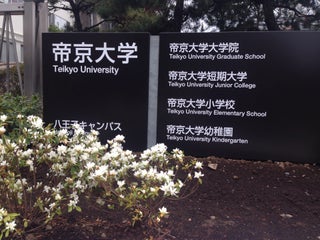 帝京大学
Teikyo University
八王子キャンパス
帝京大学大学院
Teikyo University Graduate School
帝京大学短期大学
Teikyo University Junior College
帝京大学小学校
Teikyo University Elementary School
帝京大学幼稚園
Teikyo University Kindergarten